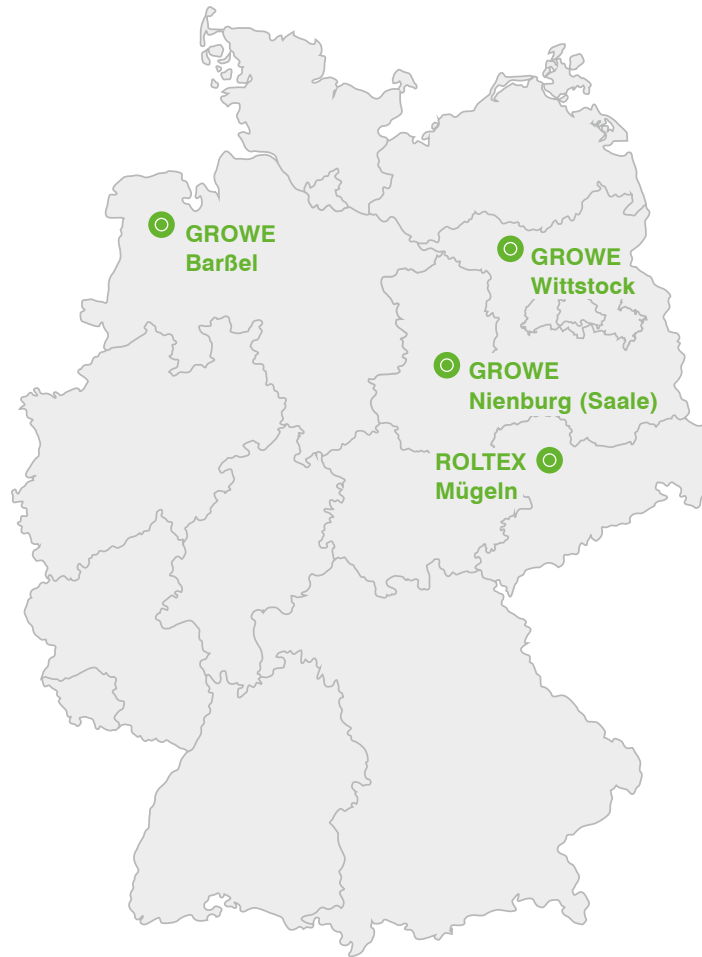 GROWE
Barßel
GROWE
Wittstock
GROWE
Nienburg (Saale)
ROLTEX
Mügeln